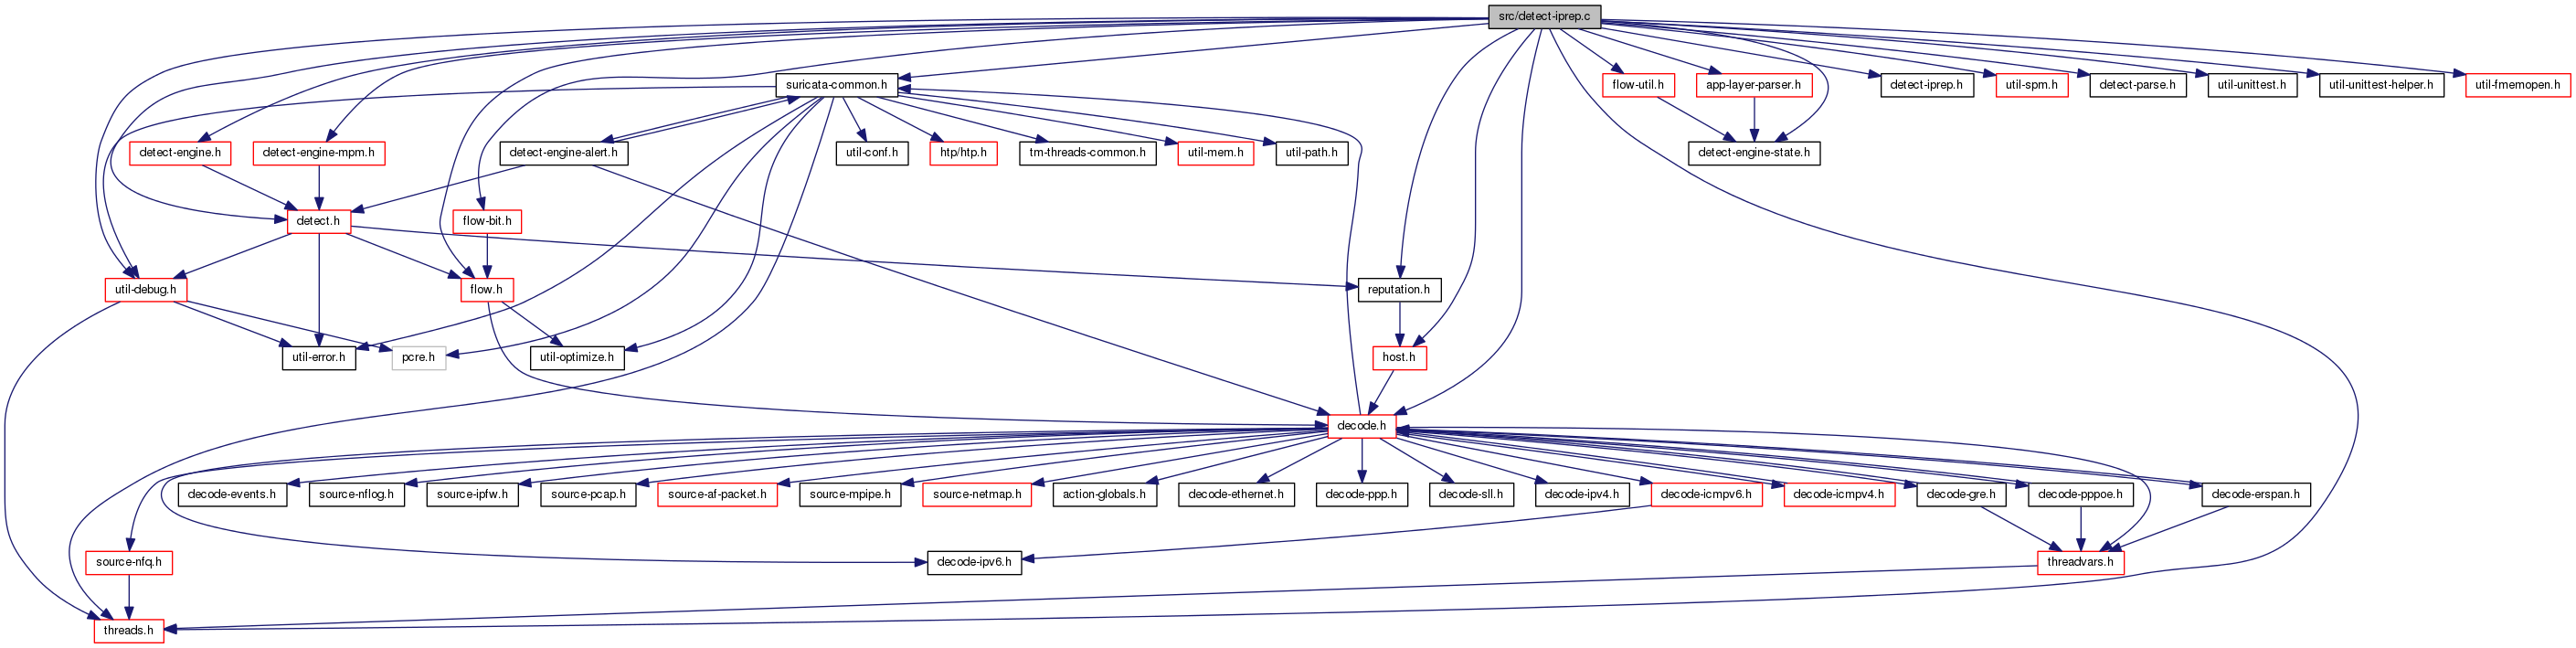 src/detect-iprep.c
suricata-common.h
flow-util.h
app-layer-parser.h
detect-iprep.h
util-spm.h
detect-parse.h
util-unittest.h
util-unittest-helper.h
util-fmemopen.h
detect-engine.h
detect-engine-mpm.h
detect-engine-alert.h
util-conf.h
htp/htp.h
tm-threads-common.h
util-mem.h
util-path.h
detect-engine-state.h
detect.h
flow-bit.h
util-debug.h
flow.h
reputation.h
util-error.h
pcre.h
util-optimize.h
host.h
decode.h
decode-events.h
source-nflog.h
source-ipfw.h
source-pcap.h
source-af-packet.h
source-mpipe.h
source-netmap.h
action-globals.h
decode-ethernet.h
decode-ppp.h
decode-sll.h
decode-ipv4.h
decode-icmpv6.h
decode-icmpv4.h
decode-gre.h
decode-pppoe.h
decode-erspan.h
source-nfq.h
decode-ipv6.h
threadvars.h
threads.h